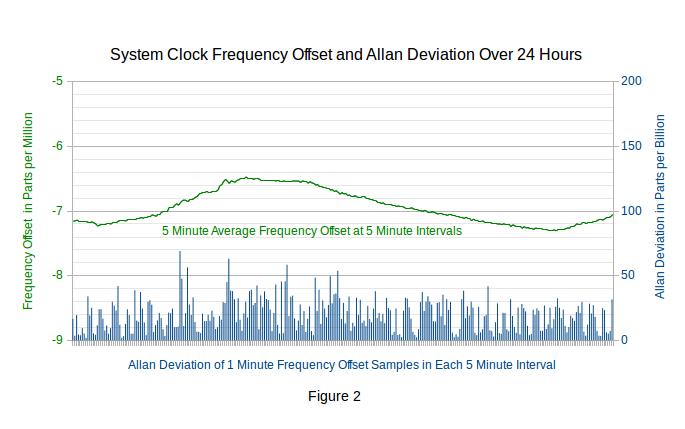 System Clock Frequency Offset and Allan Deviation Over 24 Hours
-5
200
-6
150
-7
100
-8
50
-9
0
Frequency Offset in Parts per Million
Allan Deviation in Parts per Billion
5 Minute Average Frequency Offset at 5 Minute Intervals
Allan Deviation of 1 Minute Frequency Offset Samples in Each 5 Minute Interval
Figure 2